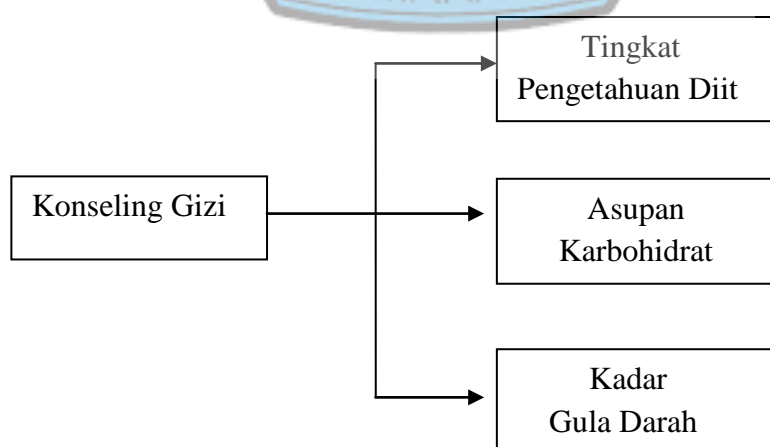 Tingkat
Pengetahuan Diit
Konseling Gizi
Asupan
Karbohidrat
Kadar
Gula Darah